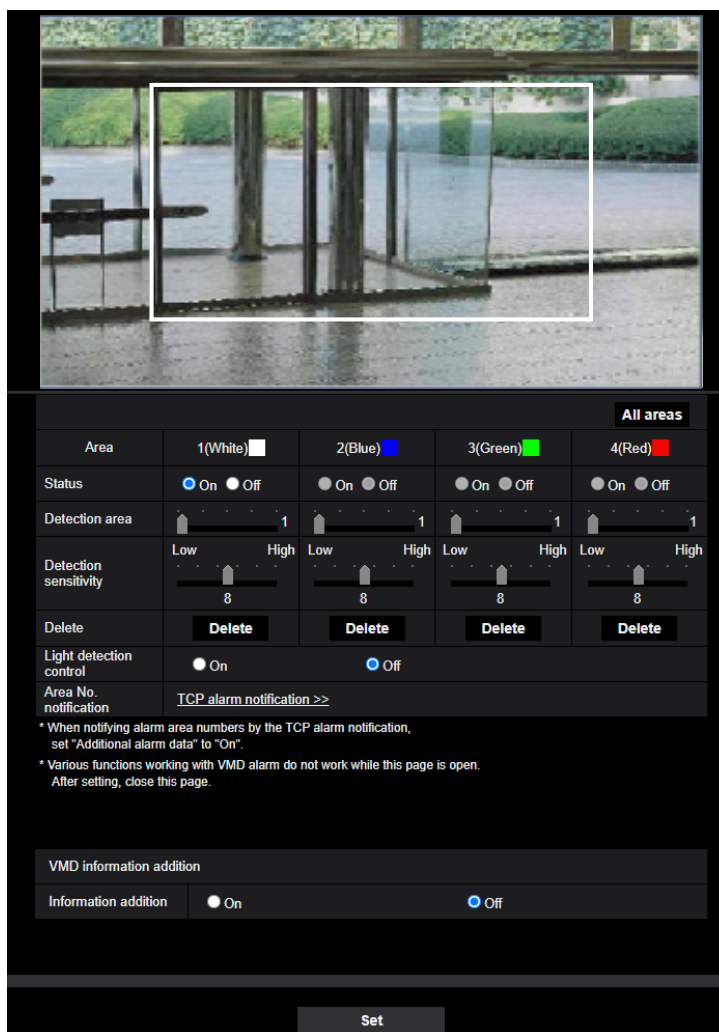 All areas
Area 1(White) 2(Blue) 3(Green) 4(Red)
Status On Off On Off On Off On Off
Detection area 1 1 1 1
Low High Low High Low High Low High
Detection
sensitivity
8 8 8 8
Delete Delete Delete Delete Delete
Light detection
control
On Off
Area No.
notification
TCP alarm notification >>
* When notifying alarm area numbers by the TCP alarm notification,
set "Additional alarm data" to "On".
* Various functions working with VMD alarm do not work while this page is open.
After setting, close this page.
VMD information addition
Information addition On Off
Set